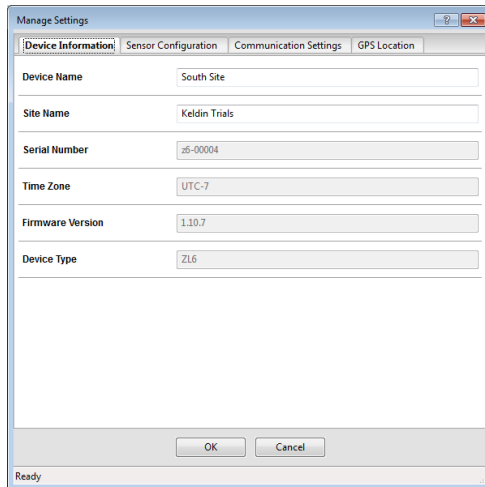 Manage Settings
Device Information Sensor Configuration Communication Settings GPS Location
Device Name South Site
Site Name Keldin Trials
Serial Number z6-00004
Time Zone UTC-7
Firmware Version 1.10.7
Device Type ZL6
OK Cancel
Ready